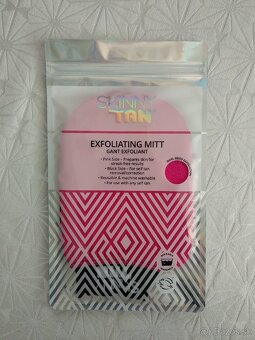 SKINNY
TAN
EXFOLIATING MITT
GANT EXFOLIANT
• Pink Side – Prepares skin for
streak-free results
• Black Side – For self tan
removal/correction
• Reusable & machine washable
• For use with any self tan